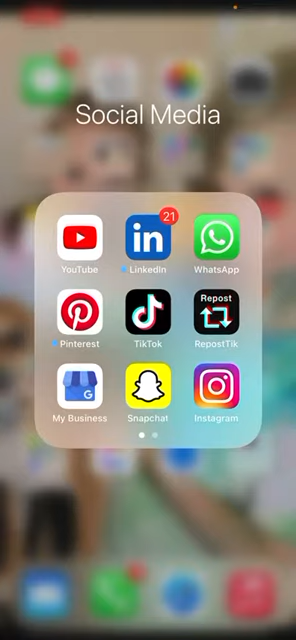 Social Media
21
YouTube
LinkedIn
WhatsApp
Pinterest
TikTok
Repost
RepostTik
My Business
Snapchat
Instagram